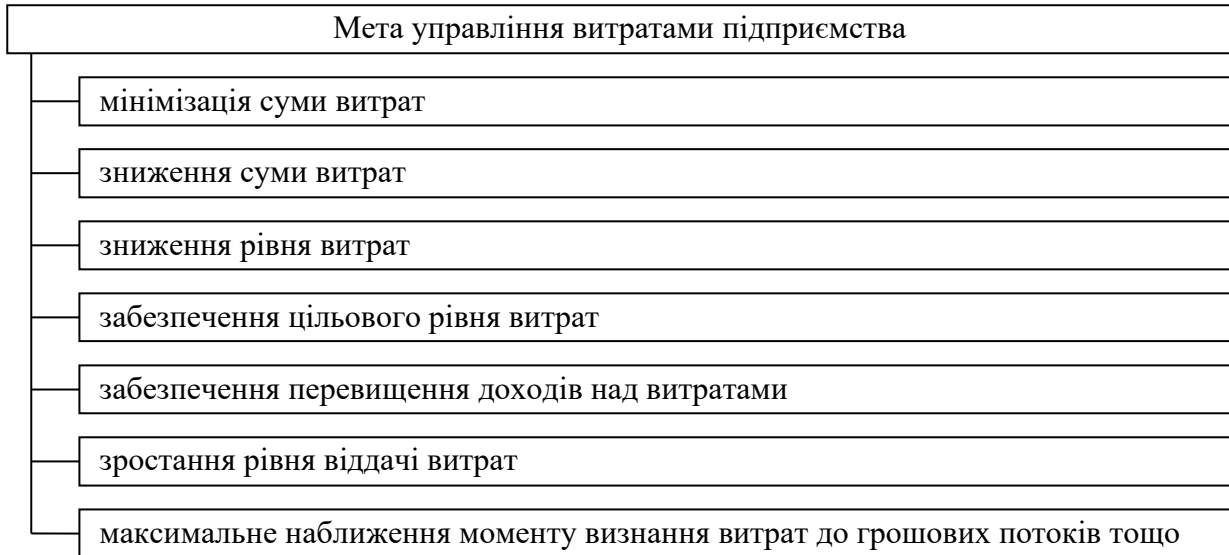 Мета управління витратами підприємства
мінімізація суми витрат
зниження суми витрат
зниження рівня витрат
забезпечення цільового рівня витрат
забезпечення перевищення доходів над витратами
зростання рівня віддачі витрат
максимальне наближення моменту визнання витрат до грошових потоків тощо